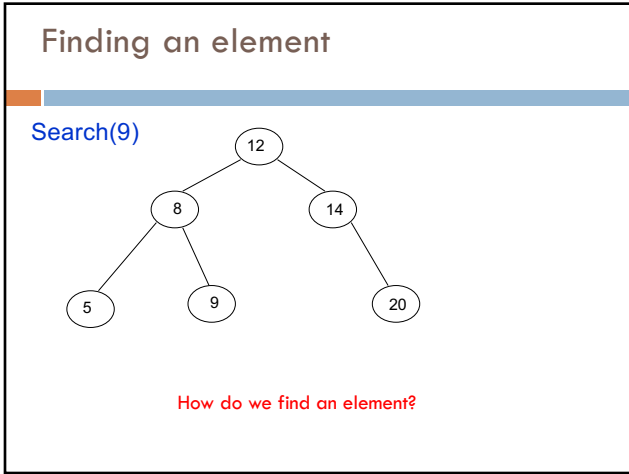 Finding an element
Search(9)
12
8
14
5
9
20
How do we find an element?